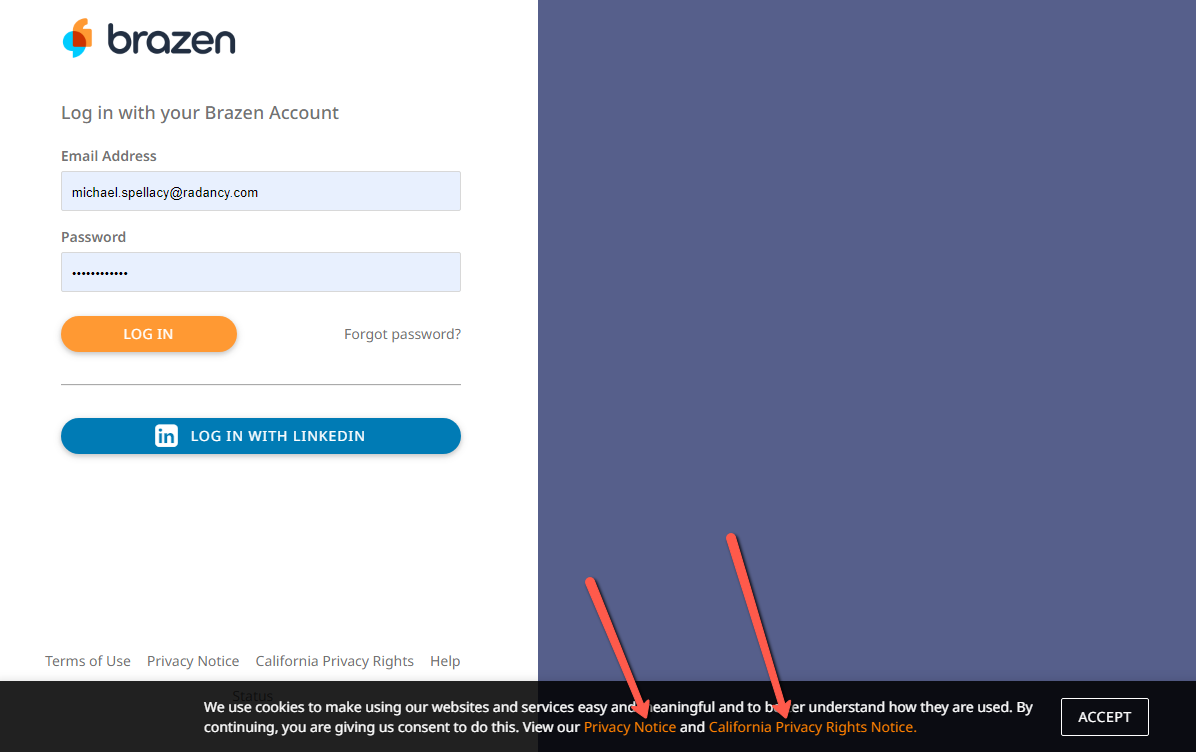 brazen
Log in with your Brazen Account
Email Address
michael.spellacy@radancy.com
Password
••••••••••••
LOG IN
Forgot password?
in LOG IN WITH LINKEDIN
Terms of Use Privacy Notice California Privacy Rights Help
Status
We use cookies to make using our websites and services easy and meaningful and to better understand how they are used. By
continuing, you are giving us consent to do this. View our Privacy Notice and California Privacy Rights Notice.
ACCEPT